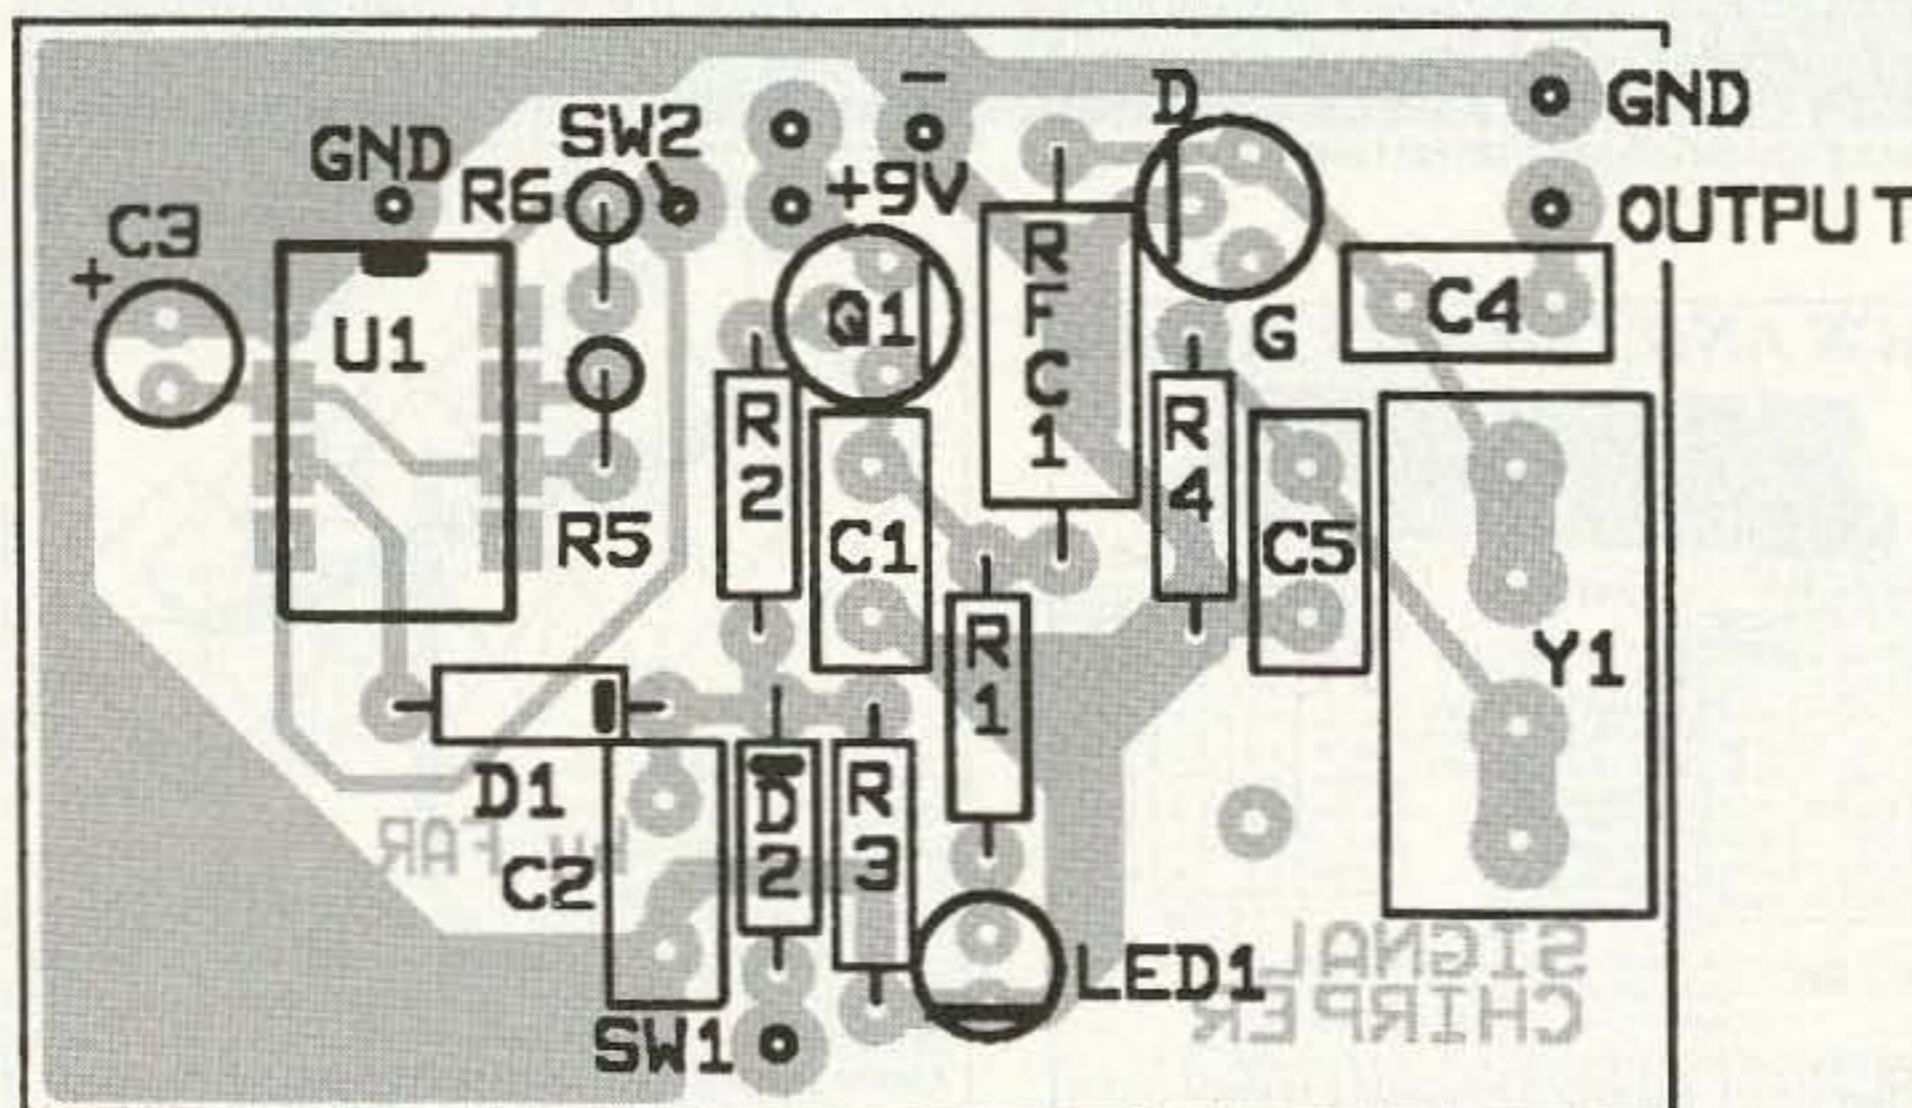 D
GND
GND
SW2
−
R6
+9V
OUTPUT
C3
+
RFC1
U1
Q1
G
C4
R2
R4
R5
C1
C5
R1
Y1
D1
D2
R3
C2
FAR
LED1
SIGNAL
CHIRPER
SW1